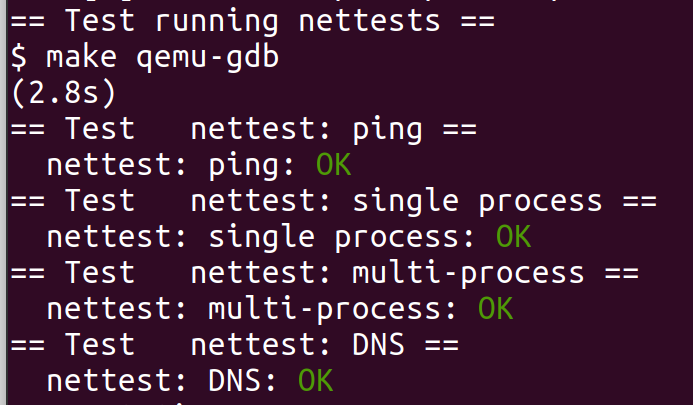 == Test running nettests ==
$ make qemu-gdb
(2.8s)
== Test   nettest: ping ==
  nettest: ping: OK
== Test   nettest: single process ==
  nettest: single process: OK
== Test   nettest: multi-process ==
  nettest: multi-process: OK
== Test   nettest: DNS ==
  nettest: DNS: OK